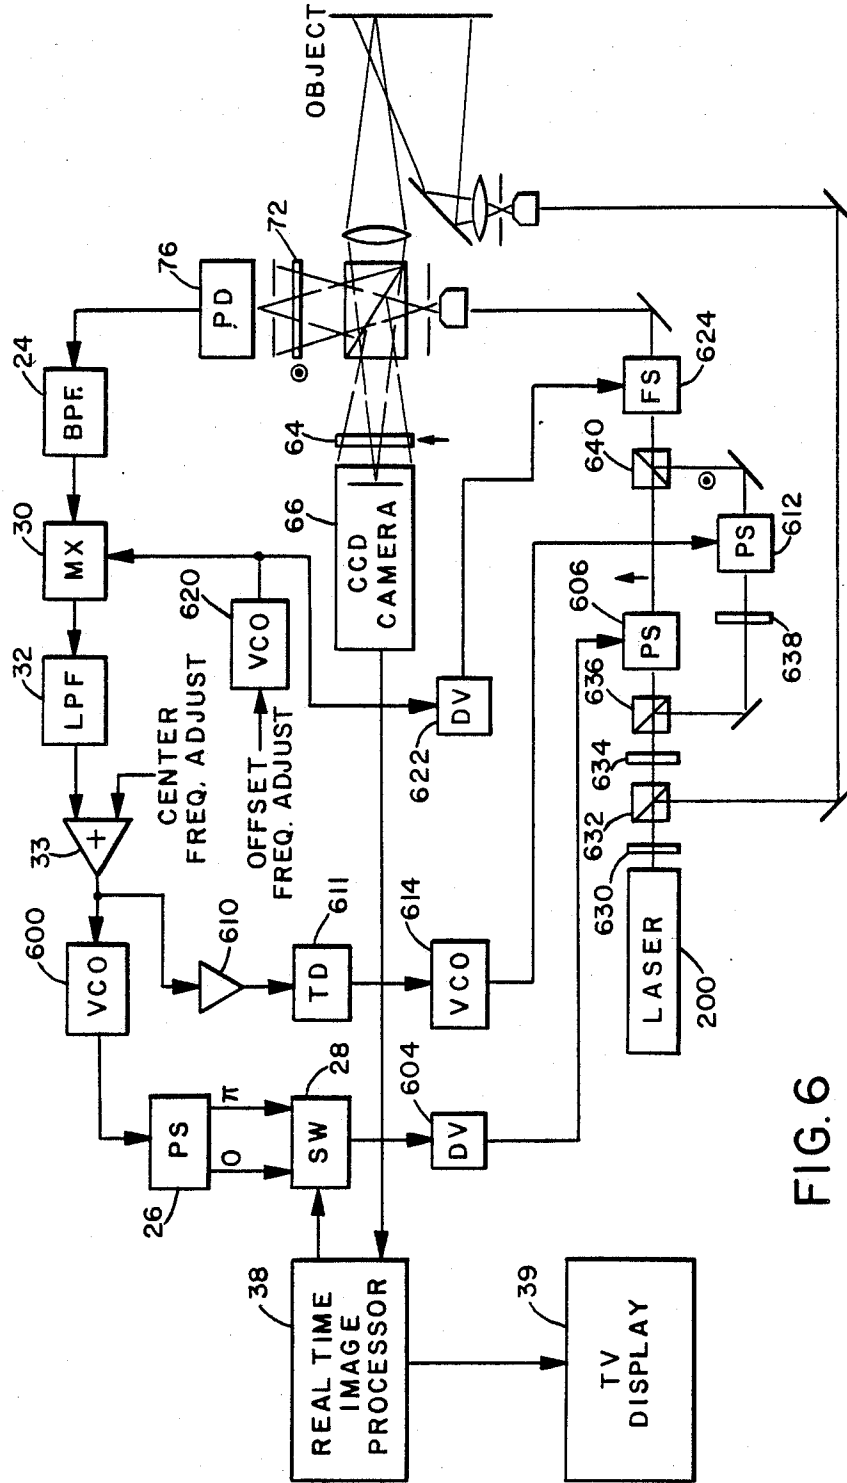 OBJECT
76
PD
72
24
BPF.
64
66
CCD
CAMERA
FS
624
640
30
MX
620
VCO
PS
612
606
PS
32
LPF
CENTER
FREQ. ADJUST
OFFSET
FREQ. ADJUST
DV
622
636
638
634
632
630
33
+
600
VCO
610
611
TD
614
VCO
LASER
200
26
PS
0
π
28
SW
604
DV
38
REAL TIME
IMAGE
PROCESSOR
39
TV
DISPLAY
FIG. 6